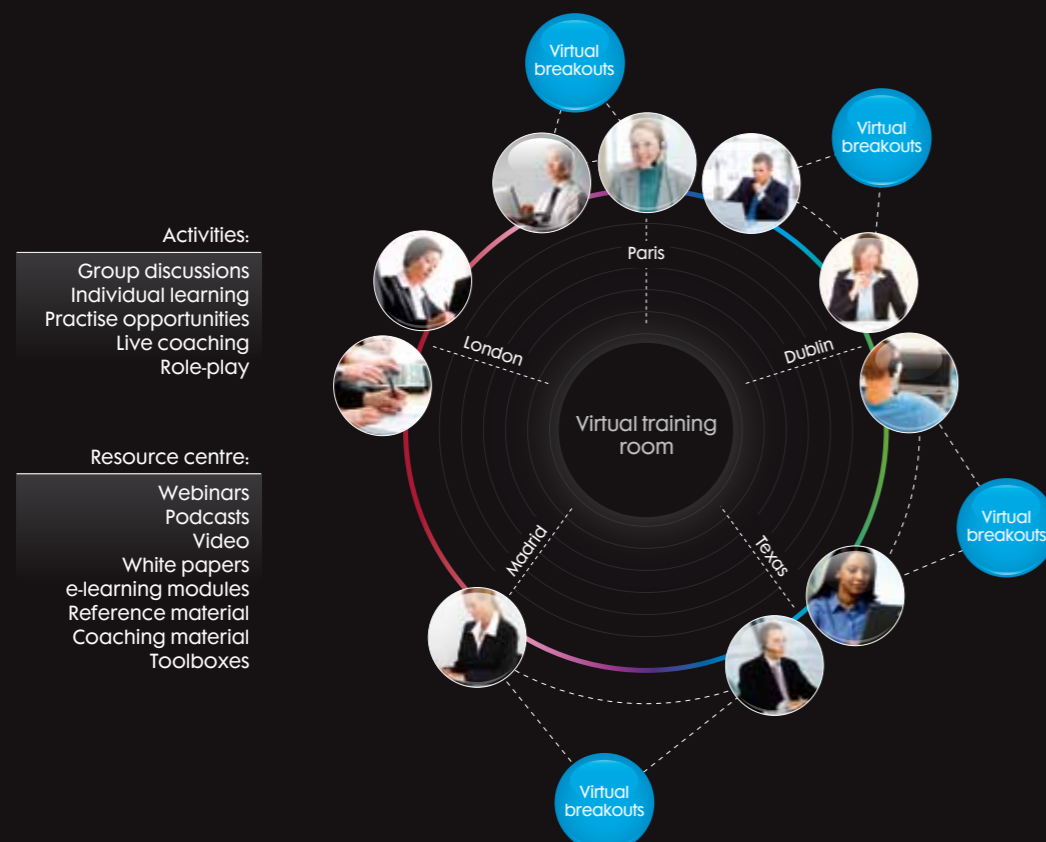 Virtual
breakouts
Virtual
breakouts
Activities:
Group discussions
Individual learning
Practise opportunities
Live coaching
Role-play
Paris
London
Dublin
Virtual training
room
Resource centre:
Webinars
Podcasts
Video
White papers
e-learning modules
Reference material
Coaching material
Toolboxes
Madrid
Texas
Virtual
breakouts
Virtual
breakouts